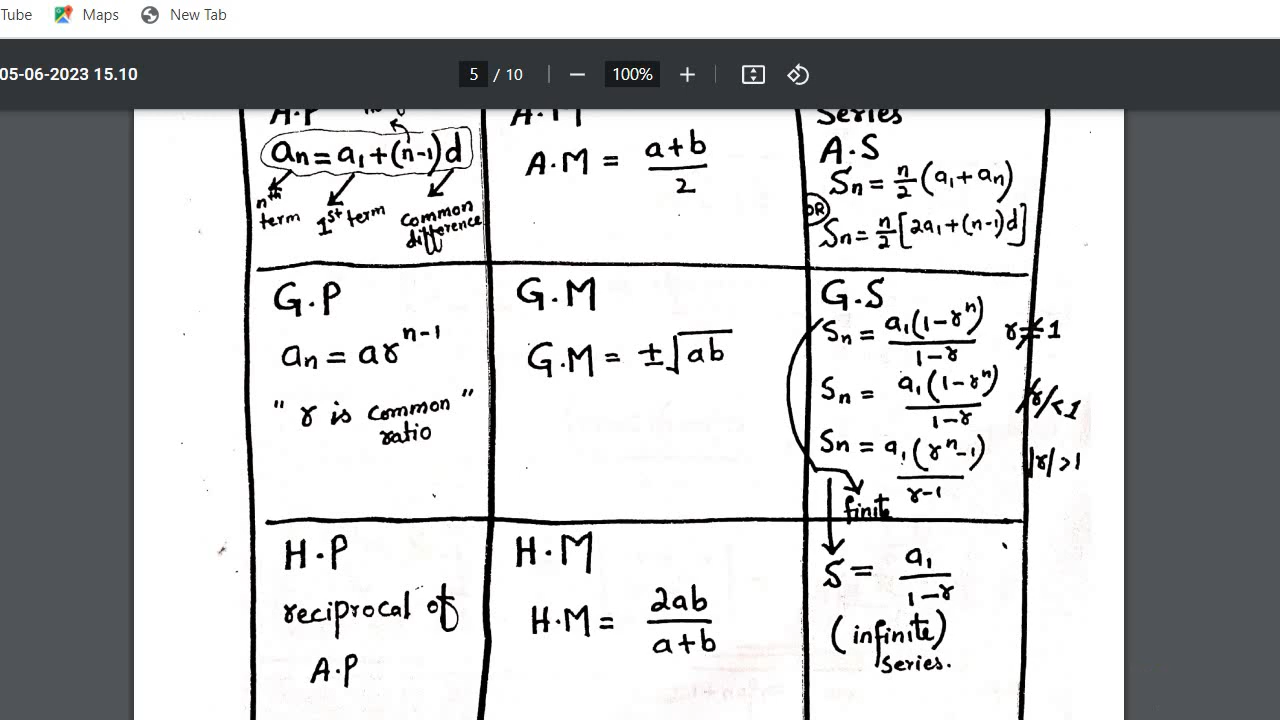 Tube Maps New Tab
05-06-2023 15.10 5 / 10 100%
A.P
an = a1 + (n-1)d
nth term
1st term
common difference
A.M
A.M = a+b/2
Series
A.S
Sn = n/2 (a1 + an)
OR
Sn = n/2 [2a1 + (n-1)d]
G.P
an = ar^n-1
" r is common "
ratio
G.M
G.M = ±√ab
G.S
Sn = a1(1-r^n)/1-r r≠1
Sn = a1(1-r^n)/1-r |r|<1
Sn = a1(r^n-1)/r-1 |r|>1
finite
H.P
reciprocal of
A.P
H.M
H.M = 2ab/a+b
S = a1/1-r
(infinite)
series.